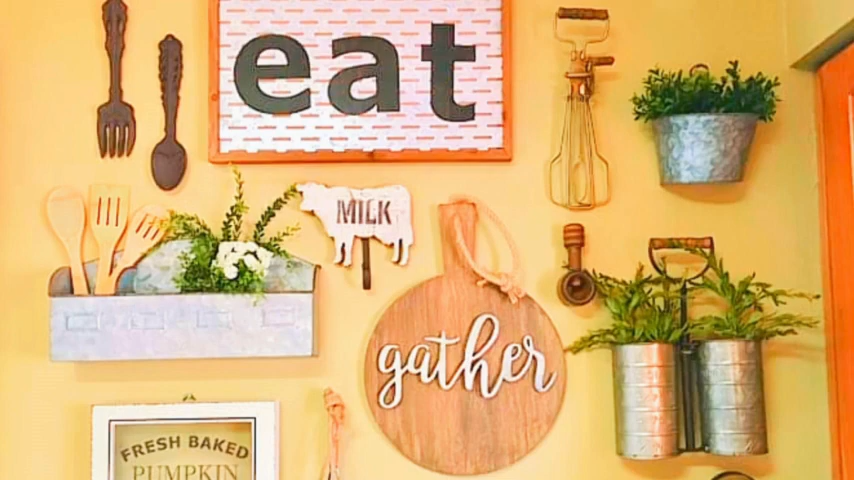 eat
MILK
gather
FRESH BAKED
PUMPKIN